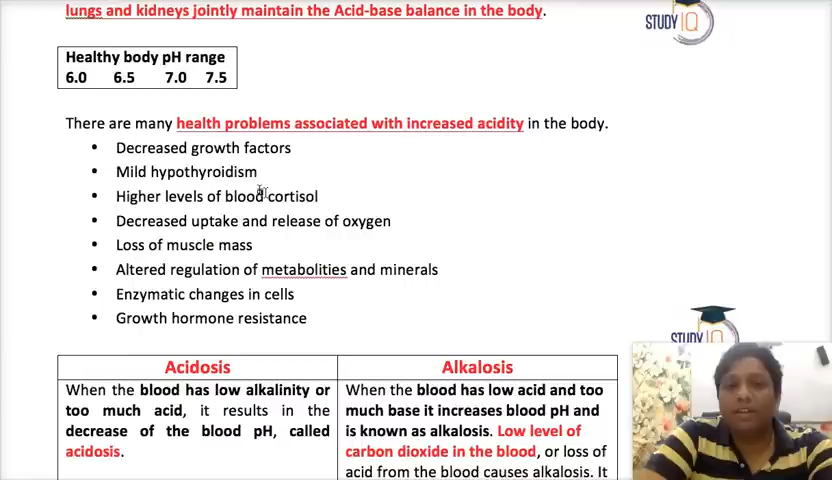 lungs and kidneys jointly maintain the Acid-base balance in the body.
STUDY IQ
Healthy body pH range
6.0 6.5 7.0 7.5
There are many health problems associated with increased acidity in the body.
• Decreased growth factors
• Mild hypothyroidism
• Higher levels of blood cortisol
• Decreased uptake and release of oxygen
• Loss of muscle mass
• Altered regulation of metabolities and minerals
• Enzymatic changes in cells
• Growth hormone resistance
STUDY IQ
Acidosis
When the blood has low alkalinity or
too much acid, it results in the
decrease of the blood pH, called
acidosis.
Alkalosis
When the blood has low acid and too
much base it increases blood pH and
is known as alkalosis. Low level of
carbon dioxide in the blood, or loss of
acid from the blood causes alkalosis. It